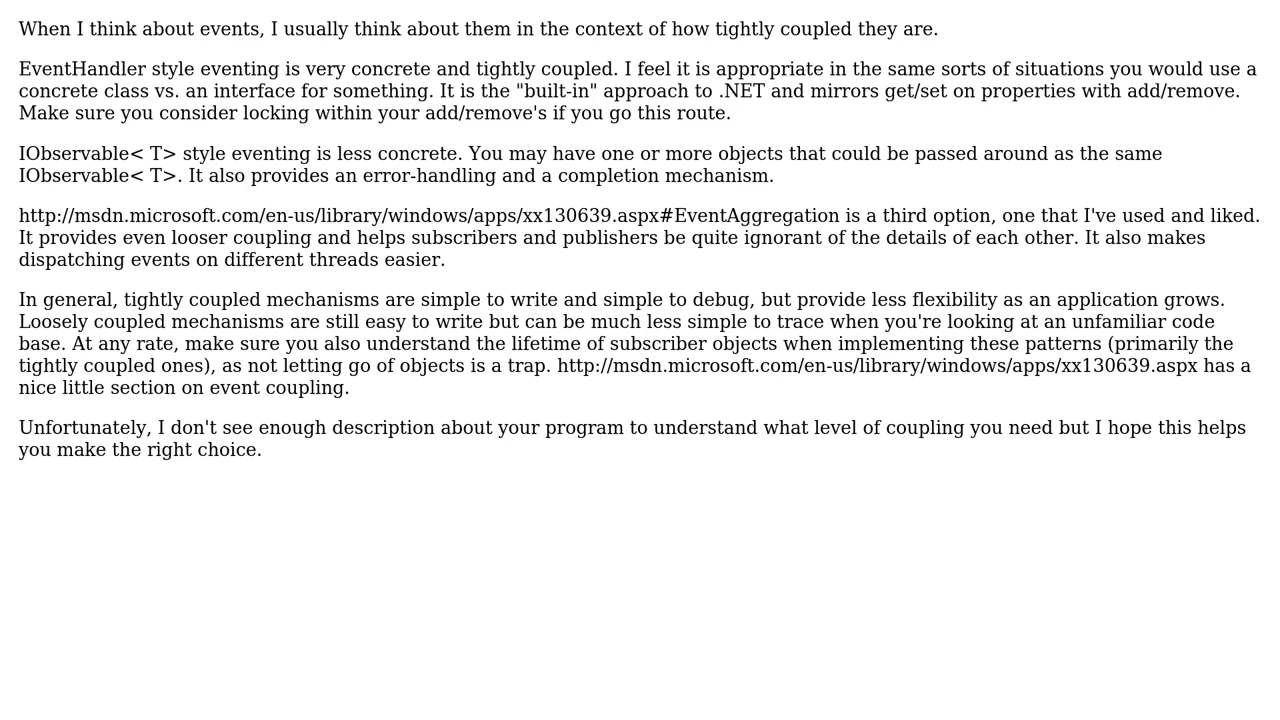 When I think about events, I usually think about them in the context of how tightly coupled they are.
EventHandler style eventing is very concrete and tightly coupled. I feel it is appropriate in the same sorts of situations you would use a
concrete class vs. an interface for something. It is the "built-in" approach to .NET and mirrors get/set on properties with add/remove.
Make sure you consider locking within your add/remove's if you go this route.
IObservable< T> style eventing is less concrete. You may have one or more objects that could be passed around as the same
IObservable< T>. It also provides an error-handling and a completion mechanism.
http://msdn.microsoft.com/en-us/library/windows/apps/xx130639.aspx#EventAggregation is a third option, one that I've used and liked.
It provides even looser coupling and helps subscribers and publishers be quite ignorant of the details of each other. It also makes
dispatching events on different threads easier.
In general, tightly coupled mechanisms are simple to write and simple to debug, but provide less flexibility as an application grows.
Loosely coupled mechanisms are still easy to write but can be much less simple to trace when you're looking at an unfamiliar code
base. At any rate, make sure you also understand the lifetime of subscriber objects when implementing these patterns (primarily the
tightly coupled ones), as not letting go of objects is a trap. http://msdn.microsoft.com/en-us/library/windows/apps/xx130639.aspx has a
nice little section on event coupling.
Unfortunately, I don't see enough description about your program to understand what level of coupling you need but I hope this helps
you make the right choice.